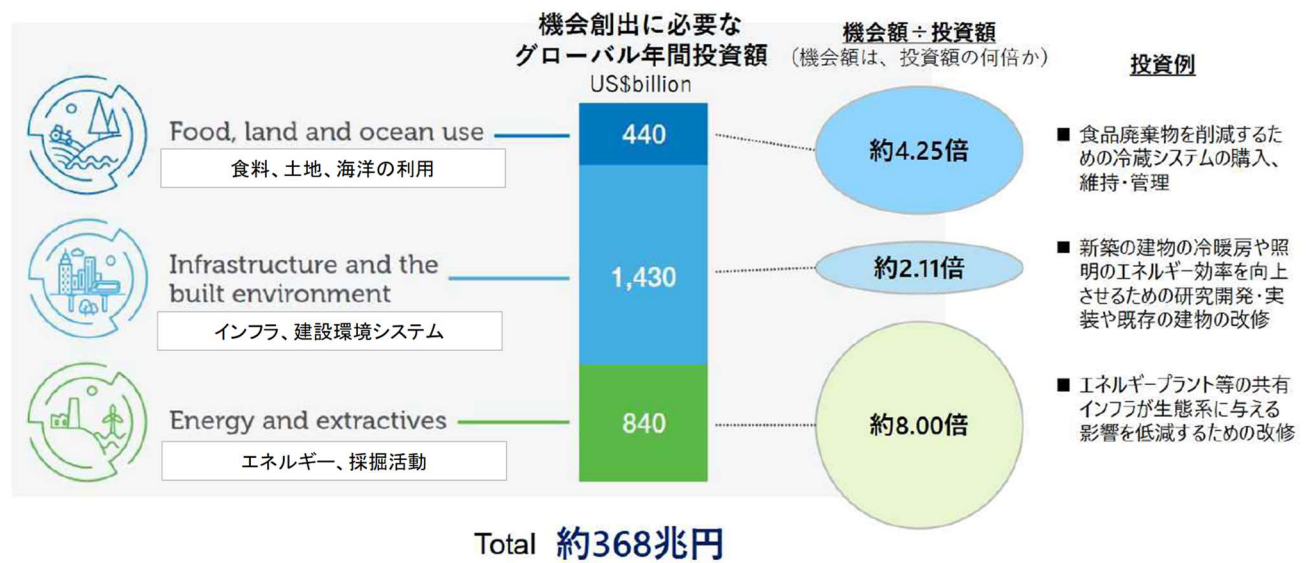 機会創出に必要な
グローバル年間投資額
US$billion
機会額÷投資額
（機会額は、投資額の何倍か）
投資例
Food, land and ocean use
食料、土地、海洋の利用
440
約4.25倍
■ 食品廃棄物を削減するた
めの冷蔵システムの購入、
維持・管理
Infrastructure and the
built environment
インフラ、建設環境システム
1,430
約2.11倍
■ 新築の建物の冷暖房や照
明のエネルギー効率を向上
させるための研究開発・実
装や既存の建物の改修
Energy and extractives
エネルギー、採掘活動
840
約8.00倍
■ エネルギープラント等の共有
インフラが生態系に与える
影響を低減するための改修
Total 約368兆円